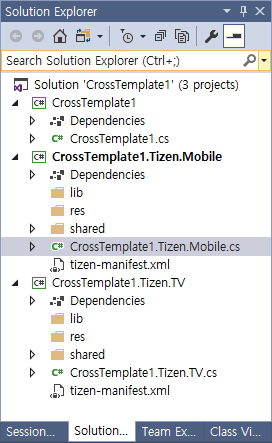 Solution Explorer
Search Solution Explorer (Ctrl+;)
Solution 'CrossTemplate1' (3 projects)
C# CrossTemplate1
Dependencies
C# CrossTemplate1.cs
C# CrossTemplate1.Tizen.Mobile
Dependencies
lib
res
shared
C# CrossTemplate1.Tizen.Mobile.cs
tizen-manifest.xml
C# CrossTemplate1.Tizen.TV
Dependencies
lib
res
shared
C# CrossTemplate1.Tizen.TV.cs
tizen-manifest.xml
Session... Solution... Team Ex... Class Vi...